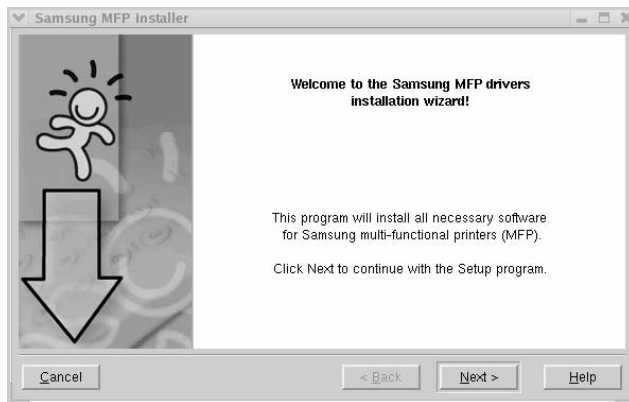 Samsung MFP Installer
Welcome to the Samsung MFP drivers
installation wizard!
This program will install all necessary software
for Samsung multi-functional printers (MFP).
Click Next to continue with the Setup program.
Cancel
< Back
Next >
Help